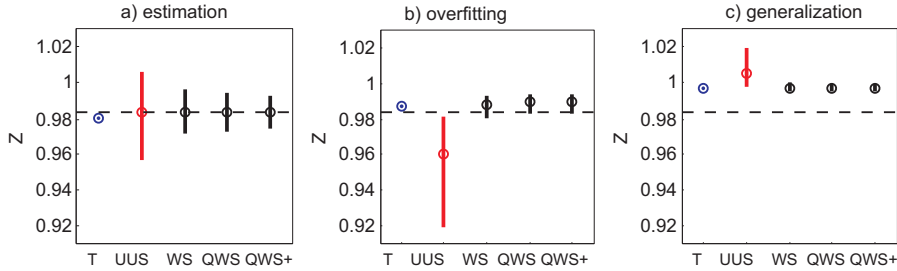 a) estimation
b) overfitting
c) generalization
1.02
1
0.98
0.96
0.94
0.92
Z
T UUS WS QWS QWS+
1.02
1
0.98
0.96
0.94
0.92
Z
T UUS WS QWS QWS+
1.02
1
0.98
0.96
0.94
0.92
Z
T UUS WS QWS QWS+